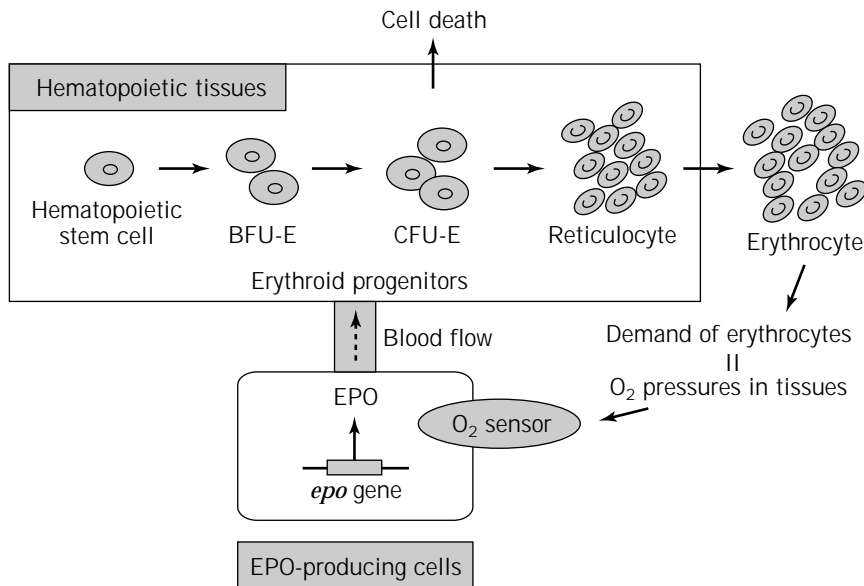 Cell death
Hematopoietic tissues
Hematopoietic
stem cell
BFU-E
CFU-E
Reticulocyte
Erythrocyte
Erythroid progenitors
Blood flow
Demand of erythrocytes
=
O₂ pressures in tissues
EPO
O₂ sensor
epo gene
EPO-producing cells